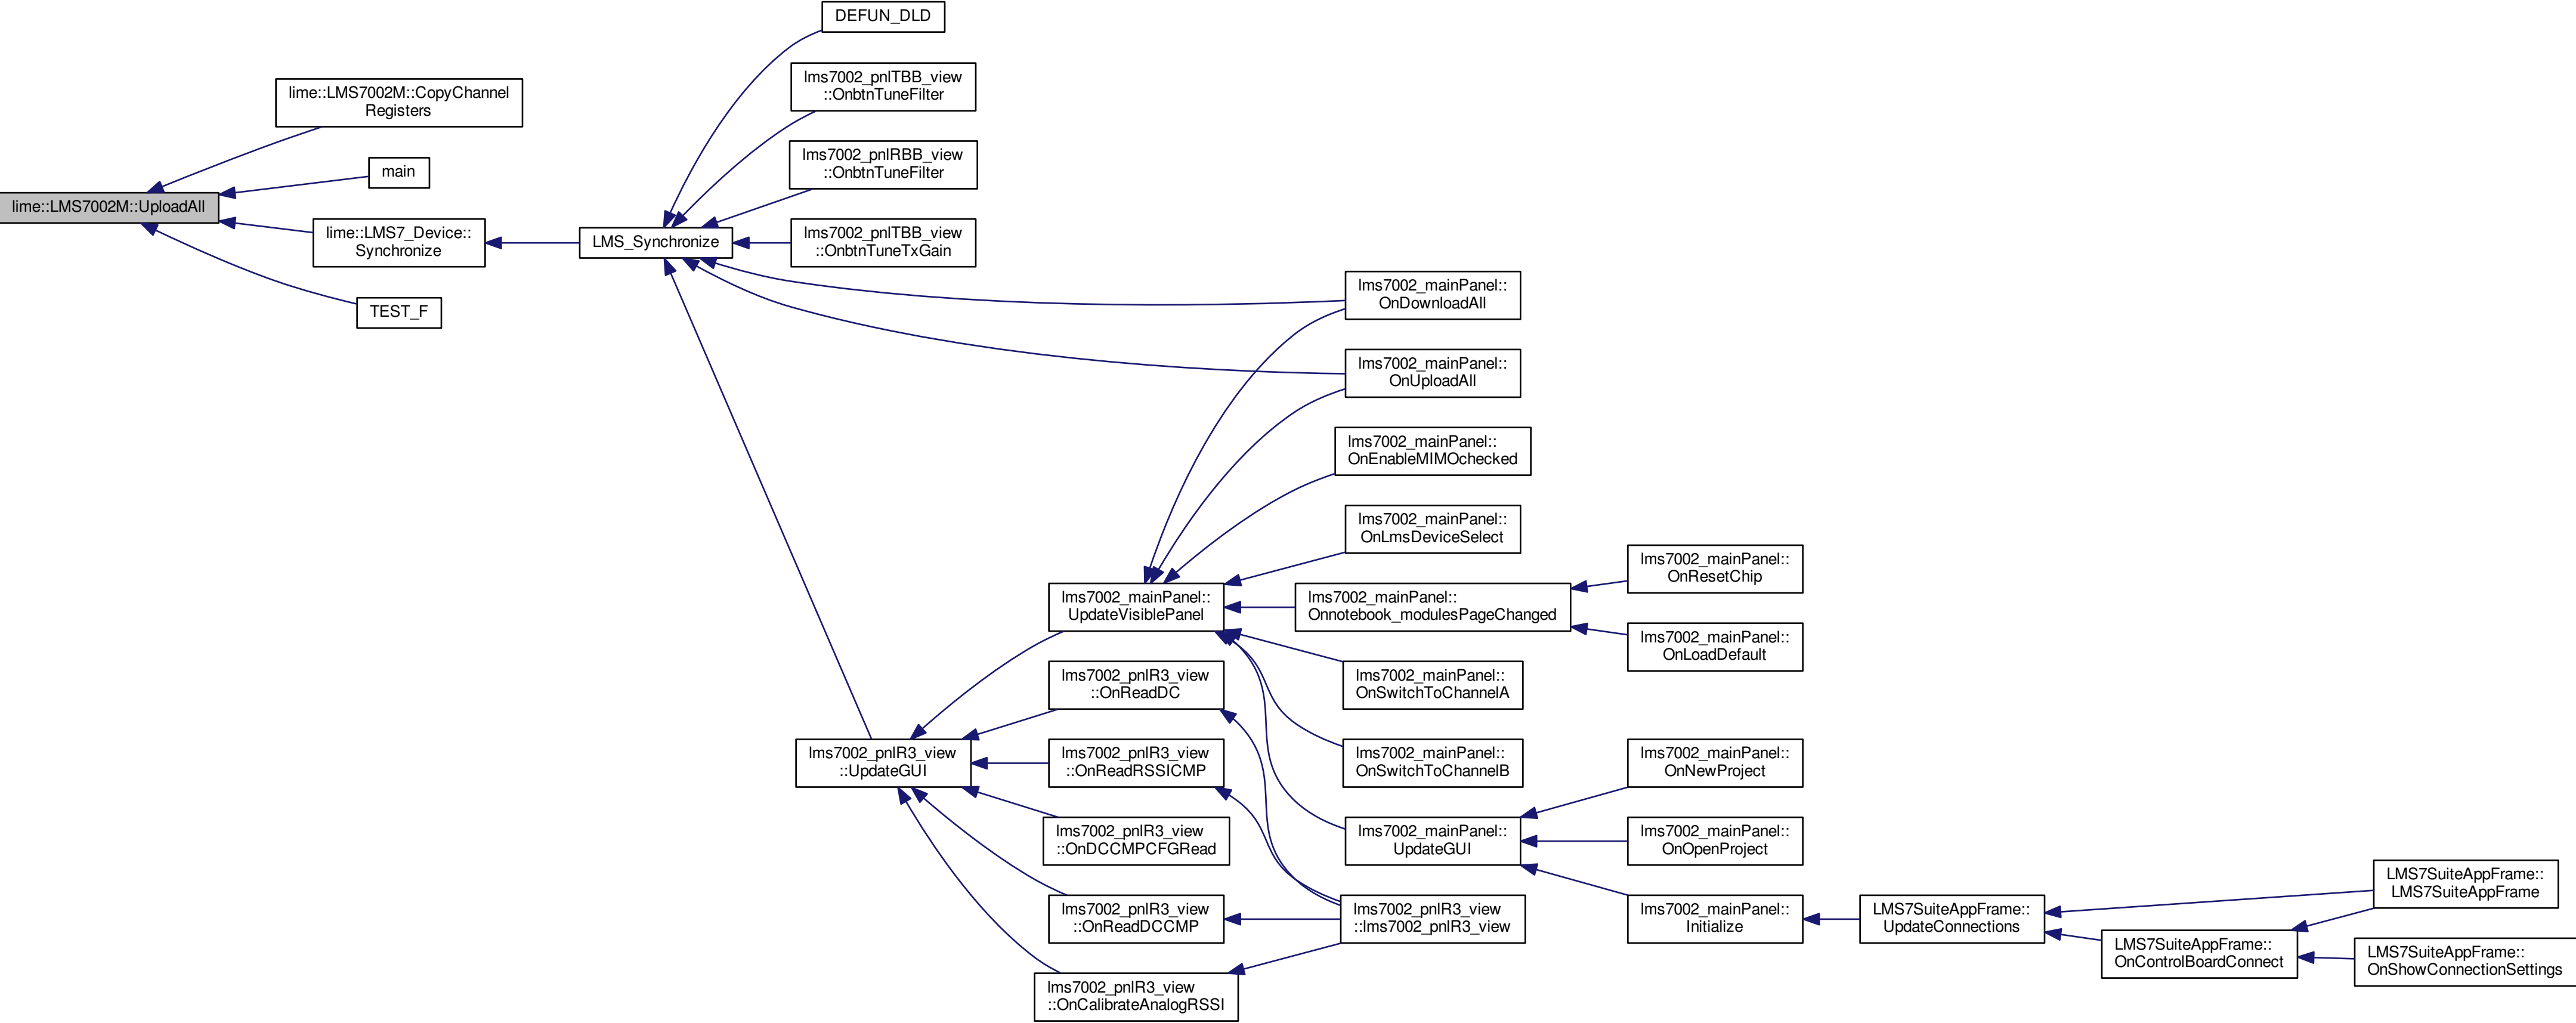 DEFUN_DLD
lms7002_pnlTBB_view
::OnbtnTuneFilter
lime::LMS7002M::CopyChannel
Registers
lms7002_pnlRBB_view
::OnbtnTuneFilter
main
lime::LMS7002M::UploadAll
lime::LMS7_Device::
Synchronize
LMS_Synchronize
lms7002_pnlTBB_view
::OnbtnTuneTxGain
TEST_F
lms7002_mainPanel::
OnDownloadAll
lms7002_mainPanel::
OnUploadAll
lms7002_mainPanel::
OnEnableMIMOchecked
lms7002_mainPanel::
OnLmsDeviceSelect
lms7002_mainPanel::
OnResetChip
lms7002_mainPanel::
UpdateVisiblePanel
lms7002_mainPanel::
Onnotebook_modulesPageChanged
lms7002_mainPanel::
OnLoadDefault
lms7002_pnlR3_view
::OnReadDC
lms7002_mainPanel::
OnSwitchToChannelA
lms7002_pnlR3_view
::UpdateGUI
lms7002_pnlR3_view
::OnReadRSSICMP
lms7002_mainPanel::
OnSwitchToChannelB
lms7002_mainPanel::
OnNewProject
lms7002_pnlR3_view
::OnDCCMPCFGRead
lms7002_mainPanel::
UpdateGUI
lms7002_mainPanel::
OnOpenProject
lms7002_pnlR3_view
::OnReadDCCMP
lms7002_pnlR3_view
::lms7002_pnlR3_view
lms7002_mainPanel::
Initialize
LMS7SuiteAppFrame::
UpdateConnections
LMS7SuiteAppFrame::
LMS7SuiteAppFrame
LMS7SuiteAppFrame::
OnControlBoardConnect
LMS7SuiteAppFrame::
OnShowConnectionSettings
lms7002_pnlR3_view
::OnCalibrateAnalogRSSI